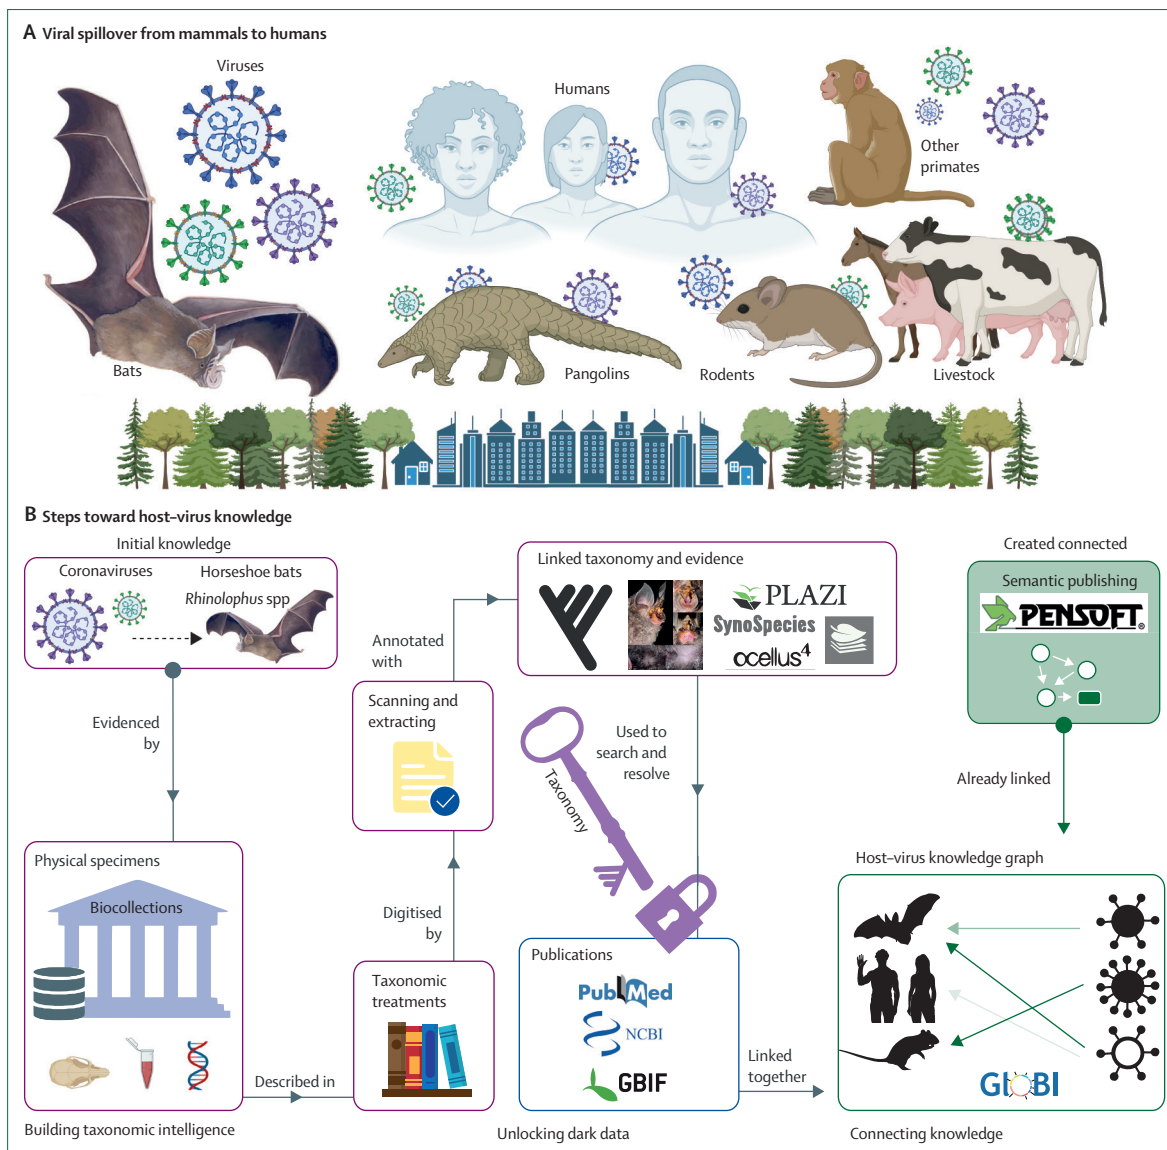 A Viral spillover from mammals to humans
Viruses
Humans
Other
primates
Bats
Pangolins
Rodents
Livestock
B Steps toward host–virus knowledge
Initial knowledge
Coronaviruses
Horseshoe bats
Rhinolophus spp
Evidenced
by
Physical specimens
Biocollections
Described in
Building taxonomic intelligence
Taxonomic
treatments
Digitised
by
Scanning and
extracting
Annotated
with
Linked taxonomy and evidence
PLAZI
SynoSpecies
ocellus4
Used to
search and
resolve
Taxonomy
Publications
PubMed
NCBI
GBIF
Unlocking dark data
Linked
together
Created connected
Semantic publishing
PENSOFT®
Already linked
Host–virus knowledge graph
GloBI
Connecting knowledge